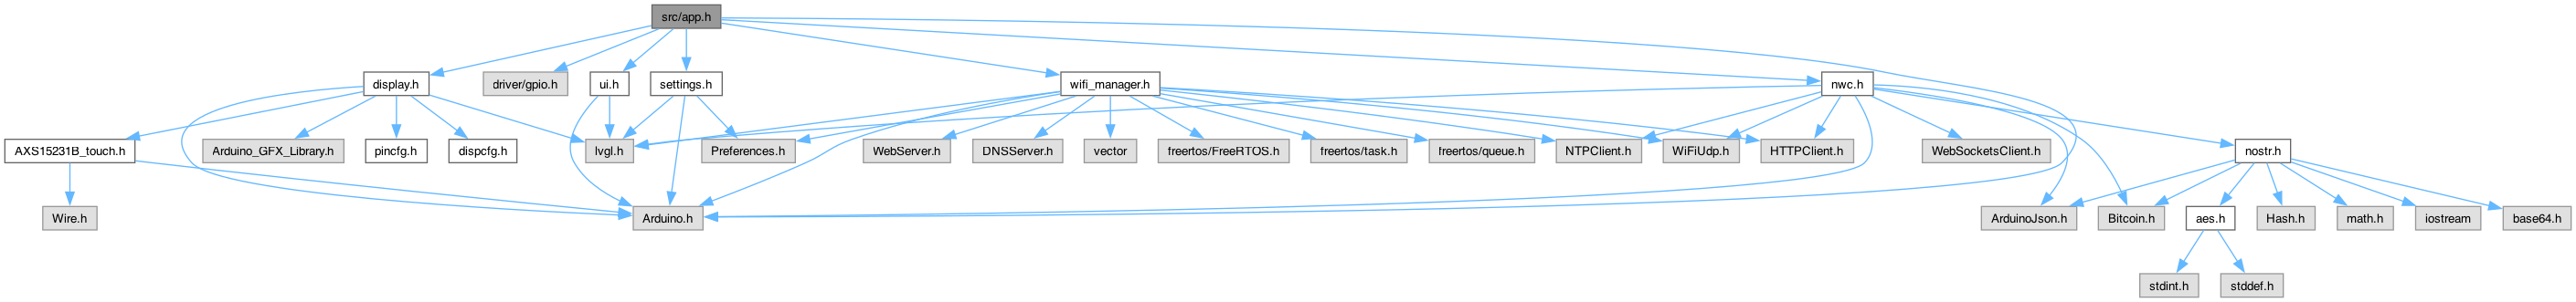 src/app.h
display.h
driver/gpio.h
ui.h
settings.h
wifi_manager.h
nwc.h
AXS15231B_touch.h
Arduino_GFX_Library.h
pincfg.h
dispcfg.h
lvgl.h
Preferences.h
WebServer.h
DNSServer.h
vector
freertos/FreeRTOS.h
freertos/task.h
freertos/queue.h
NTPClient.h
WiFiUdp.h
HTTPClient.h
WebSocketsClient.h
nostr.h
Wire.h
Arduino.h
ArduinoJson.h
Bitcoin.h
aes.h
Hash.h
math.h
iostream
base64.h
stdint.h
stddef.h